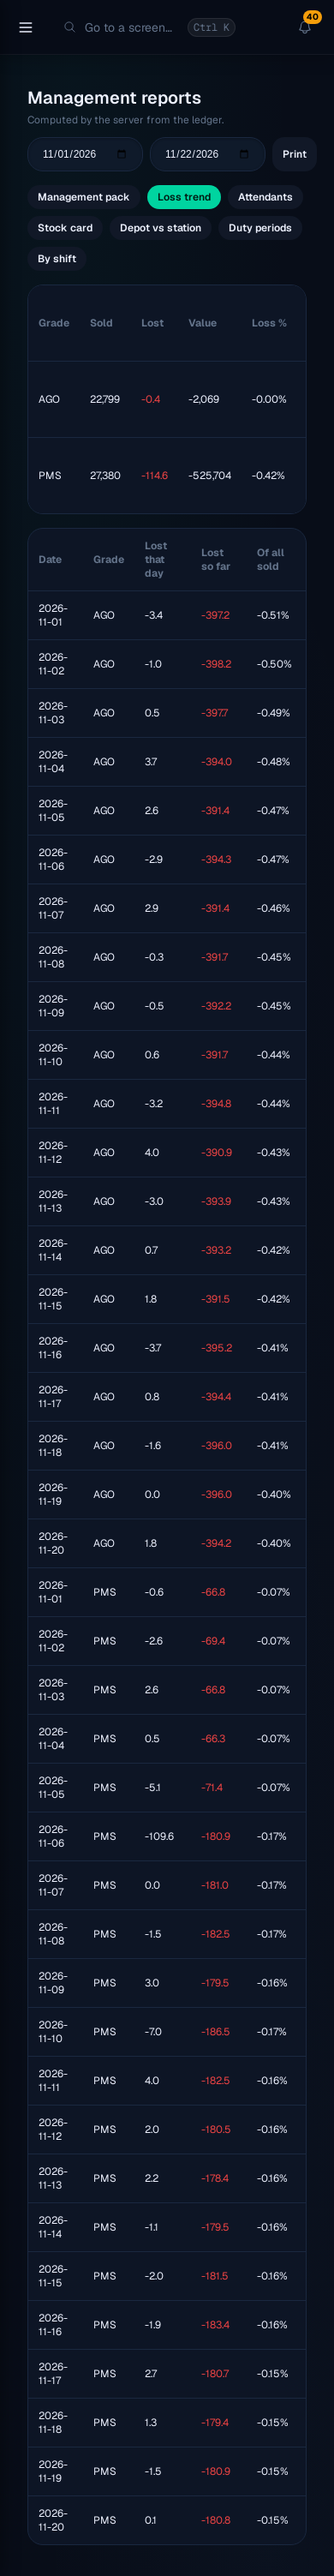 Go to a screen... Ctrl K
40
Management reports
Computed by the server from the ledger.
11/01/2026 11/22/2026 Print
Management pack Loss trend Attendants
Stock card Depot vs station Duty periods
By shift
Grade Sold Lost Value Loss %
AGO 22,799 -0.4 -2,069 -0.00%
PMS 27,380 -114.6 -525,704 -0.42%
Date Grade Lost that day Lost so far Of all sold
2026-11-01 AGO -3.4 -397.2 -0.51%
2026-11-02 AGO -1.0 -398.2 -0.50%
2026-11-03 AGO 0.5 -397.7 -0.49%
2026-11-04 AGO 3.7 -394.0 -0.48%
2026-11-05 AGO 2.6 -391.4 -0.47%
2026-11-06 AGO -2.9 -394.3 -0.47%
2026-11-07 AGO 2.9 -391.4 -0.46%
2026-11-08 AGO -0.3 -391.7 -0.45%
2026-11-09 AGO -0.5 -392.2 -0.45%
2026-11-10 AGO 0.6 -391.7 -0.44%
2026-11-11 AGO -3.2 -394.8 -0.44%
2026-11-12 AGO 4.0 -390.9 -0.43%
2026-11-13 AGO -3.0 -393.9 -0.43%
2026-11-14 AGO 0.7 -393.2 -0.42%
2026-11-15 AGO 1.8 -391.5 -0.42%
2026-11-16 AGO -3.7 -395.2 -0.41%
2026-11-17 AGO 0.8 -394.4 -0.41%
2026-11-18 AGO -1.6 -396.0 -0.41%
2026-11-19 AGO 0.0 -396.0 -0.40%
2026-11-20 AGO 1.8 -394.2 -0.40%
2026-11-01 PMS -0.6 -66.8 -0.07%
2026-11-02 PMS -2.6 -69.4 -0.07%
2026-11-03 PMS 2.6 -66.8 -0.07%
2026-11-04 PMS 0.5 -66.3 -0.07%
2026-11-05 PMS -5.1 -71.4 -0.07%
2026-11-06 PMS -109.6 -180.9 -0.17%
2026-11-07 PMS 0.0 -181.0 -0.17%
2026-11-08 PMS -1.5 -182.5 -0.17%
2026-11-09 PMS 3.0 -179.5 -0.16%
2026-11-10 PMS -7.0 -186.5 -0.17%
2026-11-11 PMS 4.0 -182.5 -0.16%
2026-11-12 PMS 2.0 -180.5 -0.16%
2026-11-13 PMS 2.2 -178.4 -0.16%
2026-11-14 PMS -1.1 -179.5 -0.16%
2026-11-15 PMS -2.0 -181.5 -0.16%
2026-11-16 PMS -1.9 -183.4 -0.16%
2026-11-17 PMS 2.7 -180.7 -0.15%
2026-11-18 PMS 1.3 -179.4 -0.15%
2026-11-19 PMS -1.5 -180.9 -0.15%
2026-11-20 PMS 0.1 -180.8 -0.15%